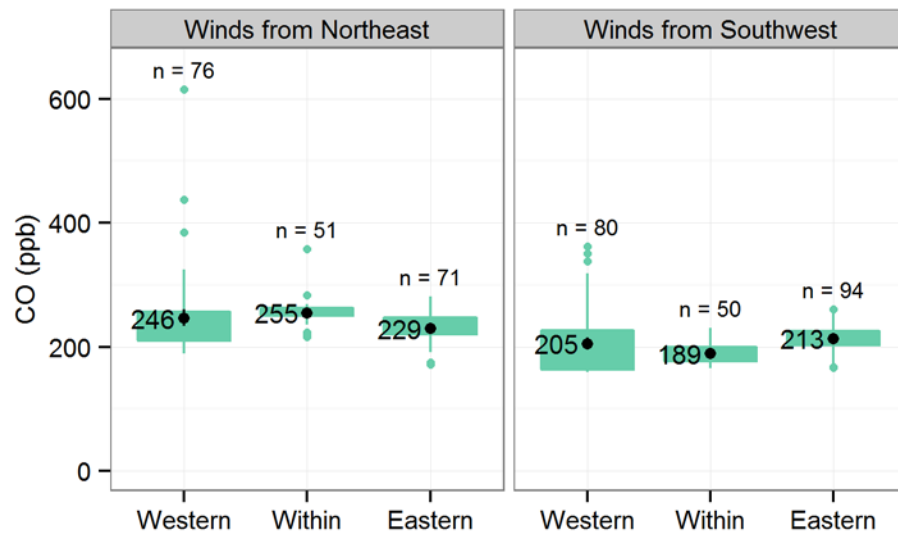 Winds from Northeast
Winds from Southwest
CO (ppb)
600
400
200
0
n = 76
n = 51
n = 71
246
255
229
n = 80
n = 50
n = 94
205
189
213
Western
Within
Eastern
Western
Within
Eastern